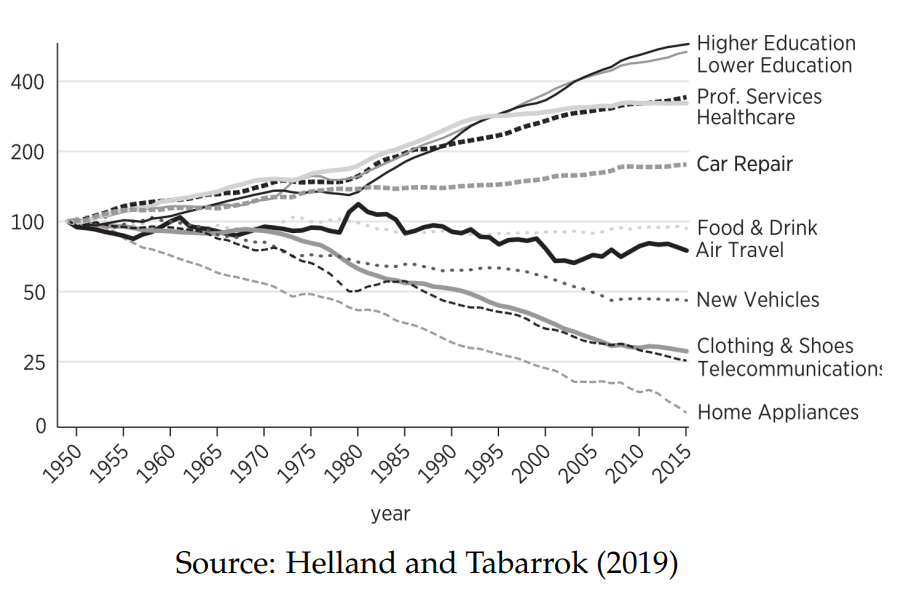 Higher Education
Lower Education
400
Prof. Services
Healthcare
200
Car Repair
100
Food & Drink
Air Travel
50
New Vehicles
Clothing & Shoes
25
Telecommunications
Home Appliances
0
1950 1955 1960 1965 1970 1975 1980 1985 1990 1995 2000 2005 2010 2015
year
Source: Helland and Tabarrok (2019)